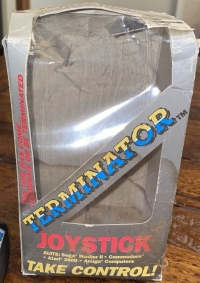 TERMINATOR™
JOYSTICK
SUITS: Sega Master II • Commodore
• Atari 2600 • Amiga Computers
TAKE CONTROL!